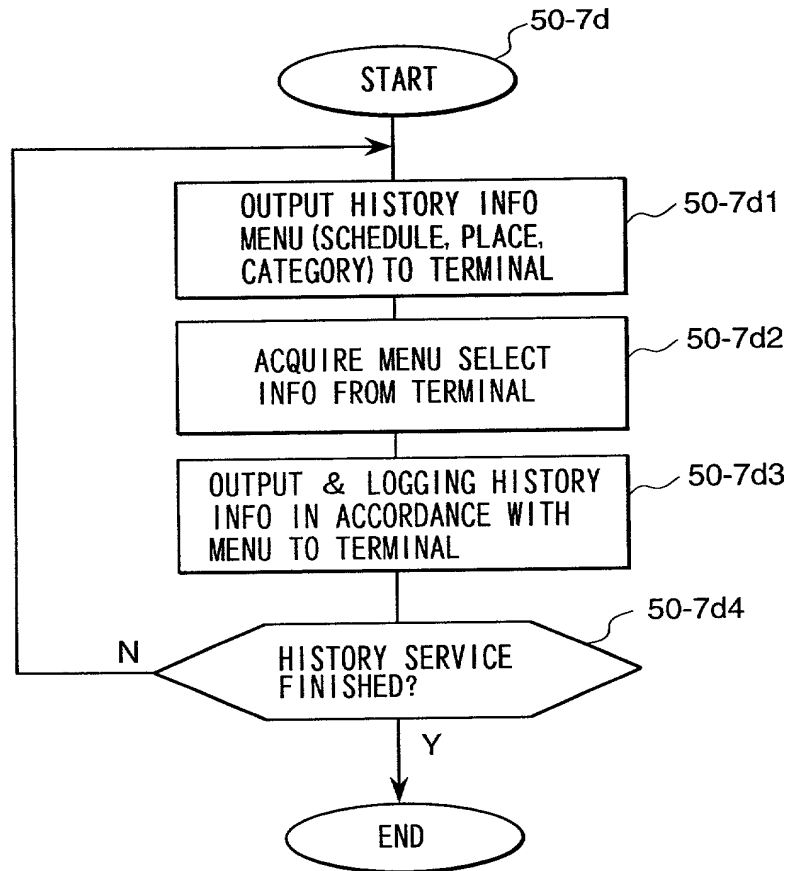 50-7d
START
OUTPUT HISTORY INFO
MENU (SCHEDULE, PLACE,
CATEGORY) TO TERMINAL
50-7d1
ACQUIRE MENU SELECT
INFO FROM TERMINAL
50-7d2
OUTPUT & LOGGING HISTORY
INFO IN ACCORDANCE WITH
MENU TO TERMINAL
50-7d3
50-7d4
N
HISTORY SERVICE
FINISHED?
Y
END